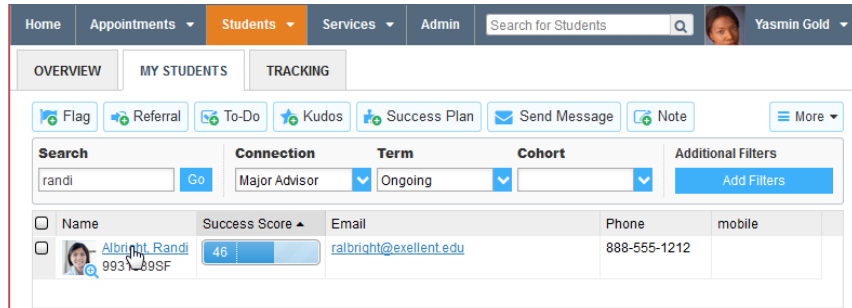 Home Appointments Students Services Admin Search for Students Yasmin Gold
OVERVIEW MY STUDENTS TRACKING
Flag Referral To-Do Kudos Success Plan Send Message Note More
Search Connection Term Cohort Additional Filters
randi Go Major Advisor Ongoing Add Filters
Name Success Score Email Phone mobile
Albright, Randi 46 ralbright@exellent.edu 888-555-1212